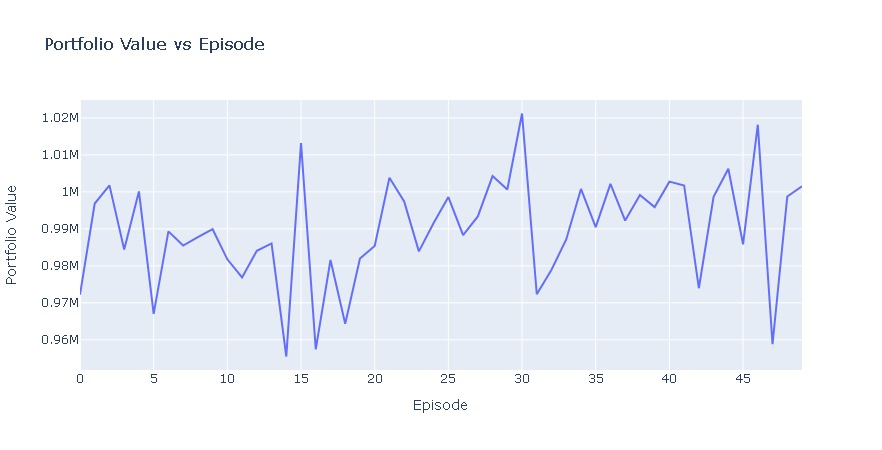 Portfolio Value vs Episode
1.02M
1.01M
1M
0.99M
0.98M
0.97M
0.96M
Portfolio Value
0 5 10 15 20 25 30 35 40 45
Episode